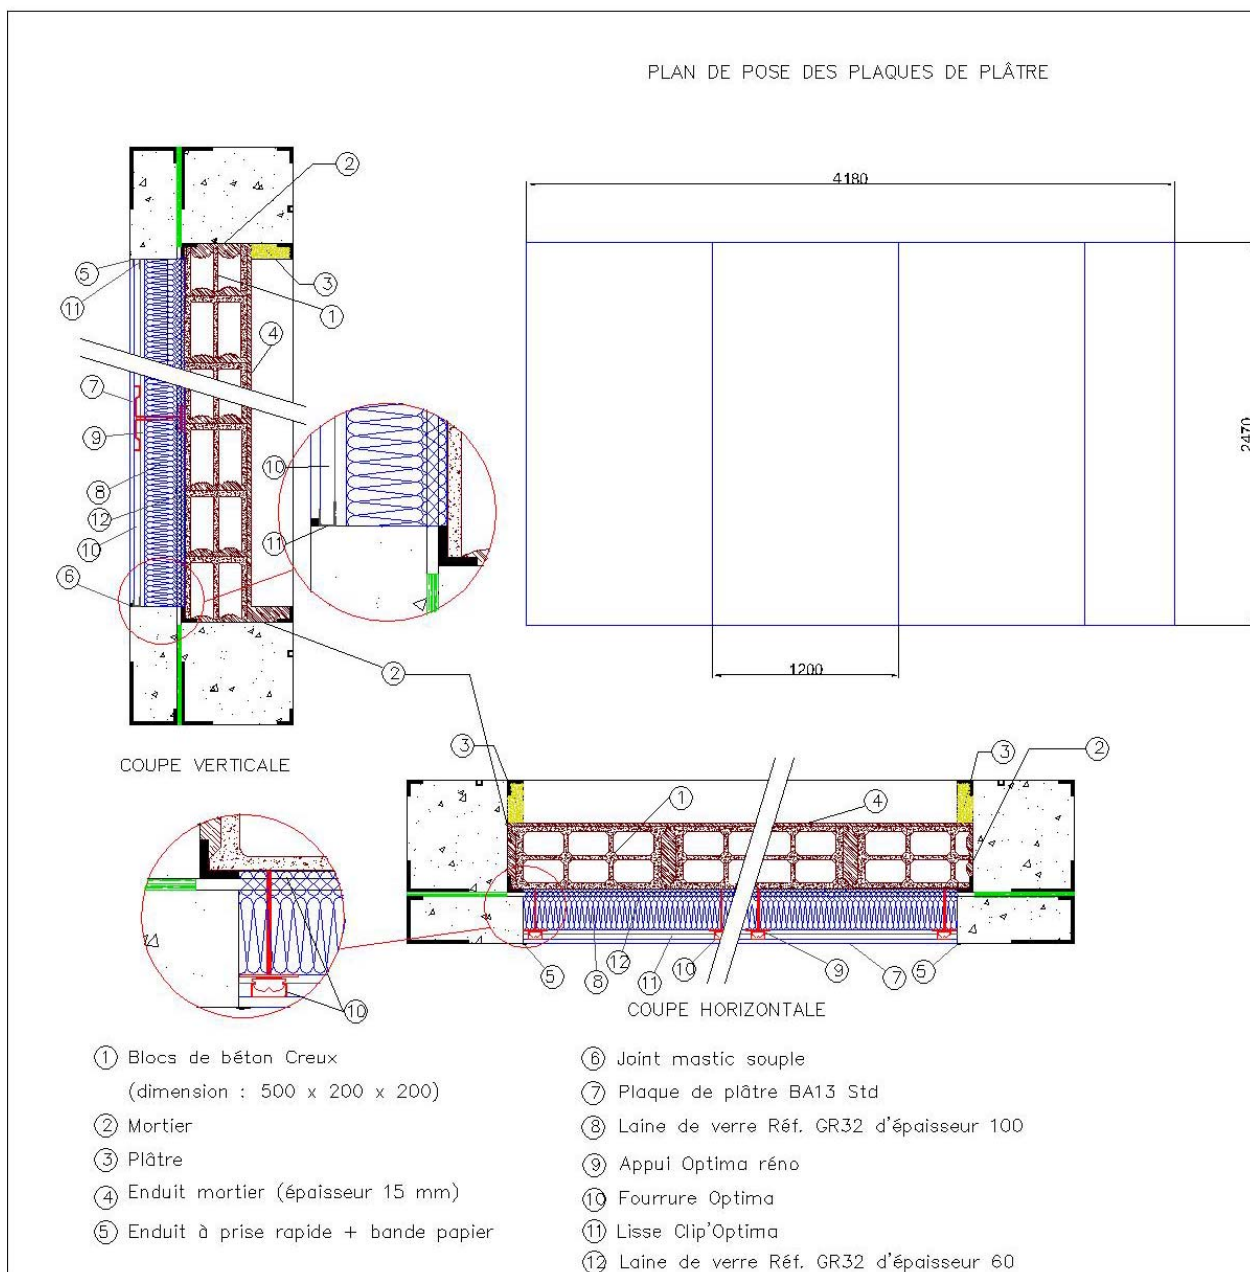 PLAN DE POSE DES PLAQUES DE PLÂTRE
4180
2470
1200
2
5
3
11
1
4
7
9
10
8
12
11
10
6
2
COUPE VERTICALE
3
3
2
1
4
5
8
12
11
10
9
7
5
COUPE HORIZONTALE
10
1 Blocs de béton Creux
(dimension : 500 x 200 x 200)
2 Mortier
3 Plâtre
4 Enduit mortier (épaisseur 15 mm)
5 Enduit à prise rapide + bande papier
6 Joint mastic souple
7 Plaque de plâtre BA13 Std
8 Laine de verre Réf. GR32 d'épaisseur 100
9 Appui Optima réno
10 Fourrure Optima
11 Lisse Clip'Optima
12 Laine de verre Réf. GR32 d'épaisseur 60